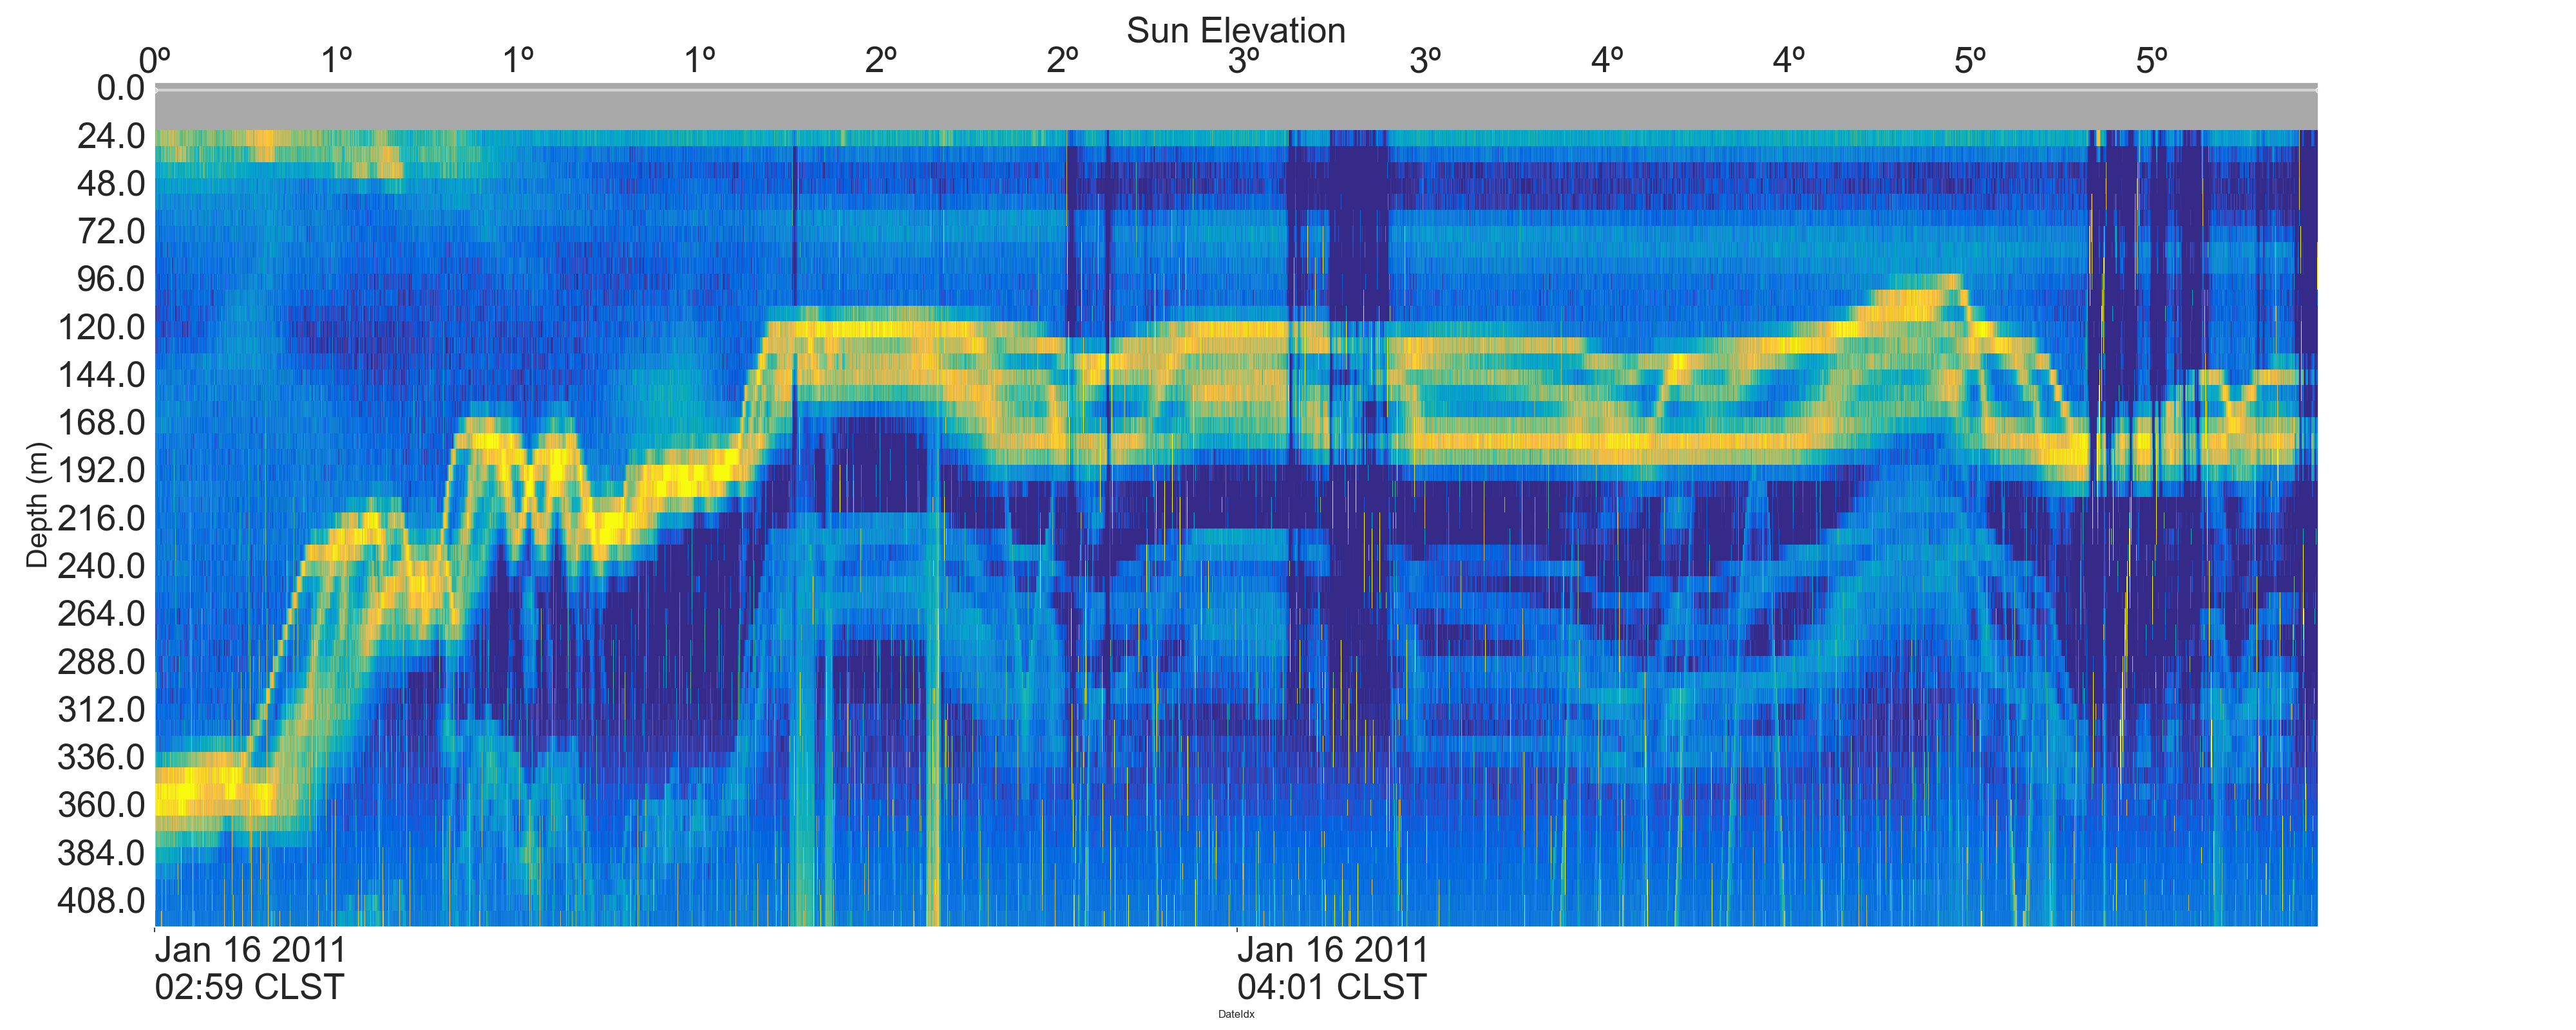 Sun Elevation
0º 1º 1º 1º 2º 2º 3º 3º 4º 4º 5º 5º
0.0
24.0
48.0
72.0
96.0
120.0
144.0
168.0
192.0
216.0
240.0
264.0
288.0
312.0
336.0
360.0
384.0
408.0
Depth (m)
Jan 16 2011
02:59 CLST
Jan 16 2011
04:01 CLST
DateIdx